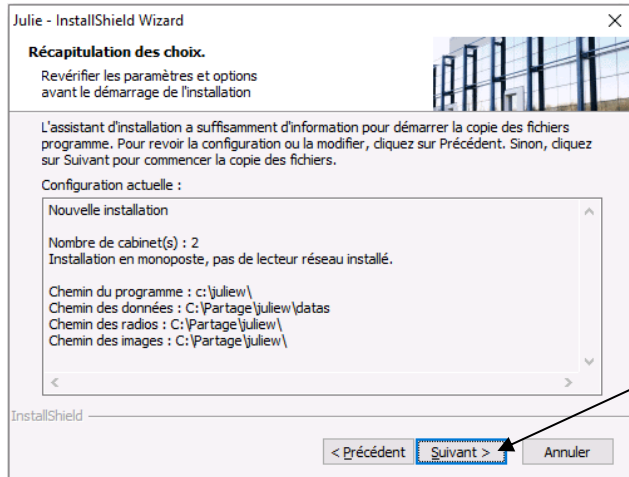 Julie - InstallShield Wizard
Récapitulation des choix.
Revérifier les paramètres et options
avant le démarrage de l'installation
L'assistant d'installation a suffisamment d'information pour démarrer la copie des fichiers
programme. Pour revoir la configuration ou la modifier, cliquez sur Précédent. Sinon, cliquez
sur Suivant pour commencer la copie des fichiers.
Configuration actuelle :
Nouvelle installation
Nombre de cabinet(s) : 2
Installation en monoposte, pas de lecteur réseau installé.
Chemin du programme : c:\juliew\
Chemin des données : C:\Partage\juliew\datas
Chemin des radios : C:\Partage\juliew\
Chemin des images : C:\Partage\juliew\
InstallShield
< Précédent Suivant > Annuler